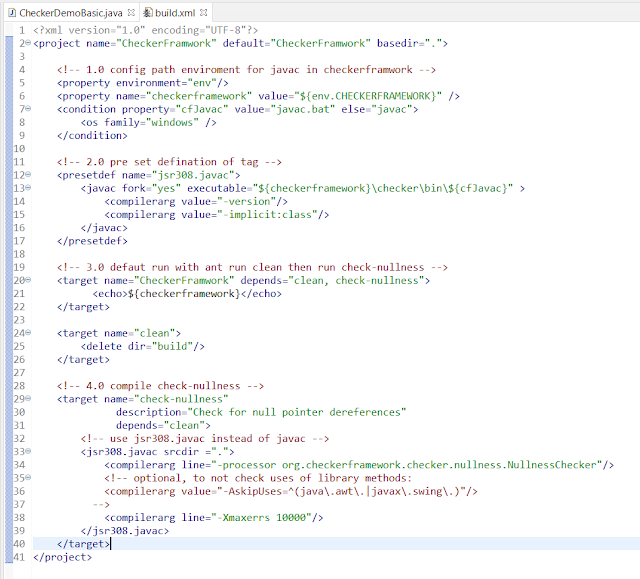 CheckerDemoBasic.java build.xml
1 <?xml version="1.0" encoding="UTF-8"?>
2 <project name="CheckerFramwork" default="CheckerFramwork" basedir=".">
3
4     <!-- 1.0 config path enviroment for javac in checkerframwork -->
5     <property environment="env"/>
6     <property name="checkerframework" value="${env.CHECKERFRAMEWORK}" />
7     <condition property="cfJavac" value="javac.bat" else="javac">
8         <os family="windows" />
9     </condition>
10
11     <!-- 2.0 pre set defination of tag -->
12     <presetdef name="jsr308.javac">
13         <javac fork="yes" executable="${checkerframework}\checker\bin\${cfJavac}" >
14             <compilerarg value="-version"/>
15             <compilerarg value="-implicit:class"/>
16         </javac>
17     </presetdef>
18
19     <!-- 3.0 defaut run with ant run clean then run check-nullness -->
20     <target name="CheckerFramwork" depends="clean, check-nullness">
21           <echo>${checkerframework}</echo>
22     </target>
23
24     <target name="clean">
25         <delete dir="build"/>
26     </target>
27
28     <!-- 4.0 compile check-nullness -->
29     <target name="check-nullness"
30               description="Check for null pointer dereferences"
31               depends="clean">
32         <!-- use jsr308.javac instead of javac -->
33         <jsr308.javac srcdir =".">
34             <compilerarg line="-processor org.checkerframework.checker.nullness.NullnessChecker"/>
35             <!-- optional, to not check uses of library methods:
36             <compilerarg value="-AskipUses=^(java\.awt\.|javax\.swing\.)"/>
37           -->
38             <compilerarg line="-Xmaxerrs 10000"/>
39         </jsr308.javac>
40     </target>
41 </project>